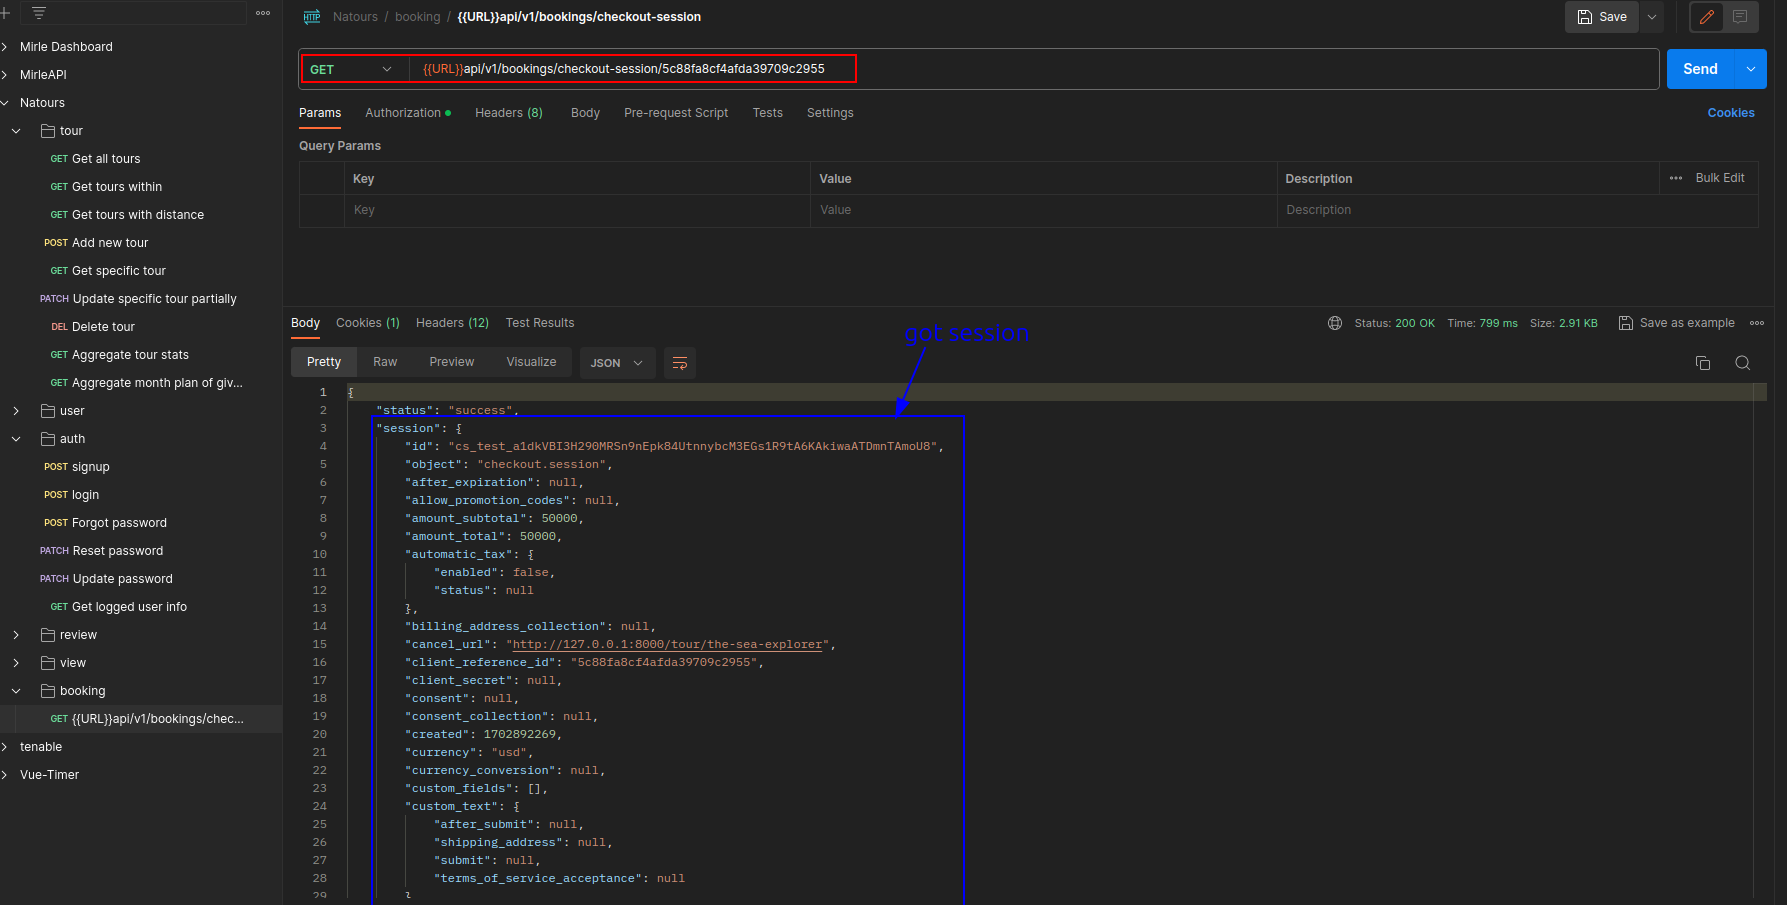 Natours / booking / {{URL}}api/v1/bookings/checkout-session
Save
Mirle Dashboard
MirleAPI
Natours
tour
GET Get all tours
GET Get tours within
GET Get tours with distance
POST Add new tour
GET Get specific tour
PATCH Update specific tour partially
DEL Delete tour
GET Aggregate tour stats
GET Aggregate month plan of giv...
user
auth
POST signup
POST login
POST Forgot password
PATCH Reset password
PATCH Update password
GET Get logged user info
review
view
booking
GET {{URL}}api/v1/bookings/chec...
tenable
Vue-Timer
GET {{URL}}api/v1/bookings/checkout-session/5c88fa8cf4afda39709c2955
Send
Params Authorization Headers (8) Body Pre-request Script Tests Settings Cookies
Query Params
Key Value Description Bulk Edit
Key Value Description
Body Cookies (1) Headers (12) Test Results
Status: 200 OK Time: 799 ms Size: 2.91 KB Save as example
got session
Pretty Raw Preview Visualize JSON
1 {
2 "status": "success",
3 "session": {
4 "id": "cs_test_a1dkVBI3H290MRSn9nEpk84UtnnybcM3EGs1R9tA6KAkiwaATDmnTAmoU8",
5 "object": "checkout.session",
6 "after_expiration": null,
7 "allow_promotion_codes": null,
8 "amount_subtotal": 50000,
9 "amount_total": 50000,
10 "automatic_tax": {
11 "enabled": false,
12 "status": null
13 },
14 "billing_address_collection": null,
15 "cancel_url": "http://127.0.0.1:8000/tour/the-sea-explorer",
16 "client_reference_id": "5c88fa8cf4afda39709c2955",
17 "client_secret": null,
18 "consent": null,
19 "consent_collection": null,
20 "created": 1702892269,
21 "currency": "usd",
22 "currency_conversion": null,
23 "custom_fields": [],
24 "custom_text": {
25 "after_submit": null,
26 "shipping_address": null,
27 "submit": null,
28 "terms_of_service_acceptance": null
29 }